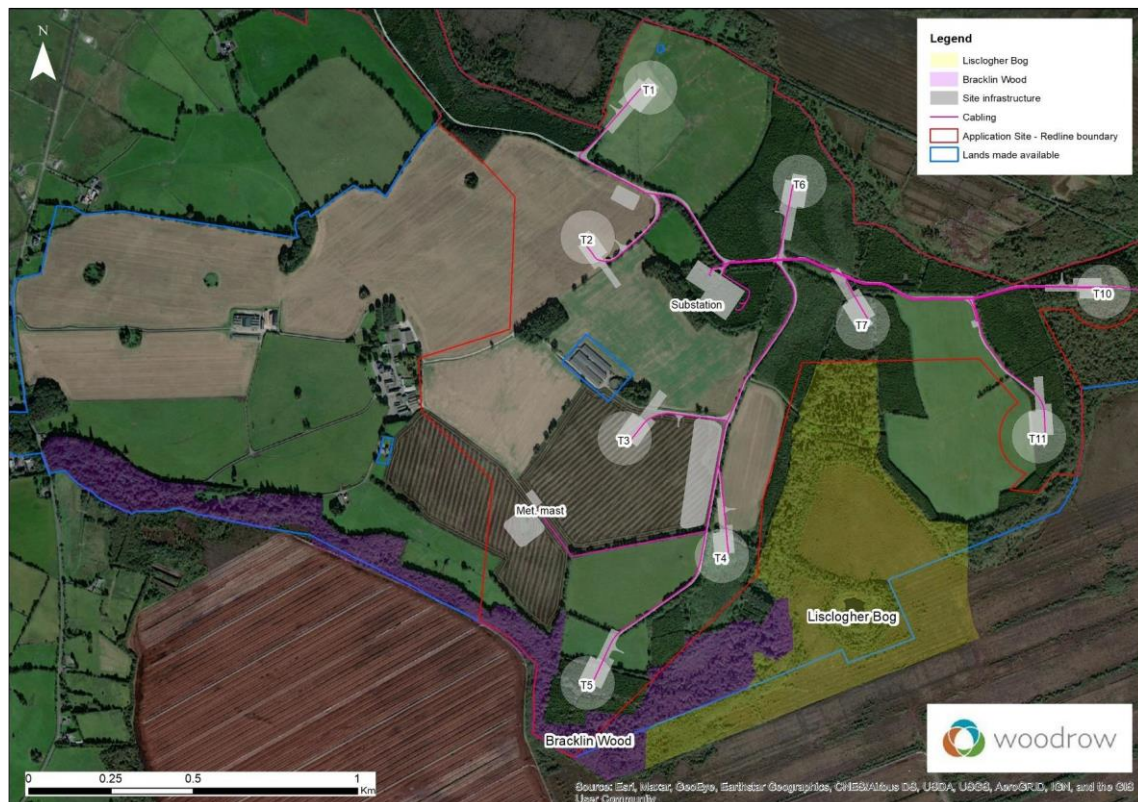 N
Legend
Lisclogher Bog
Bracklin Wood
Site infrastructure
Cabling
Application Site - Redline boundary
Lands made available
T1
T6
T2
Substation
T10
T7
T3
T11
Met. mast
T4
Lisclogher Bog
T5
Bracklin Wood
woodrow
0 0.25 0.5 1
Km
Source: Esri, Maxar, GeoEye, Earthstar Geographics, CNES/Airbus DS, USDA, USGS, AeroGRID, IGN, and the GIS
User Community